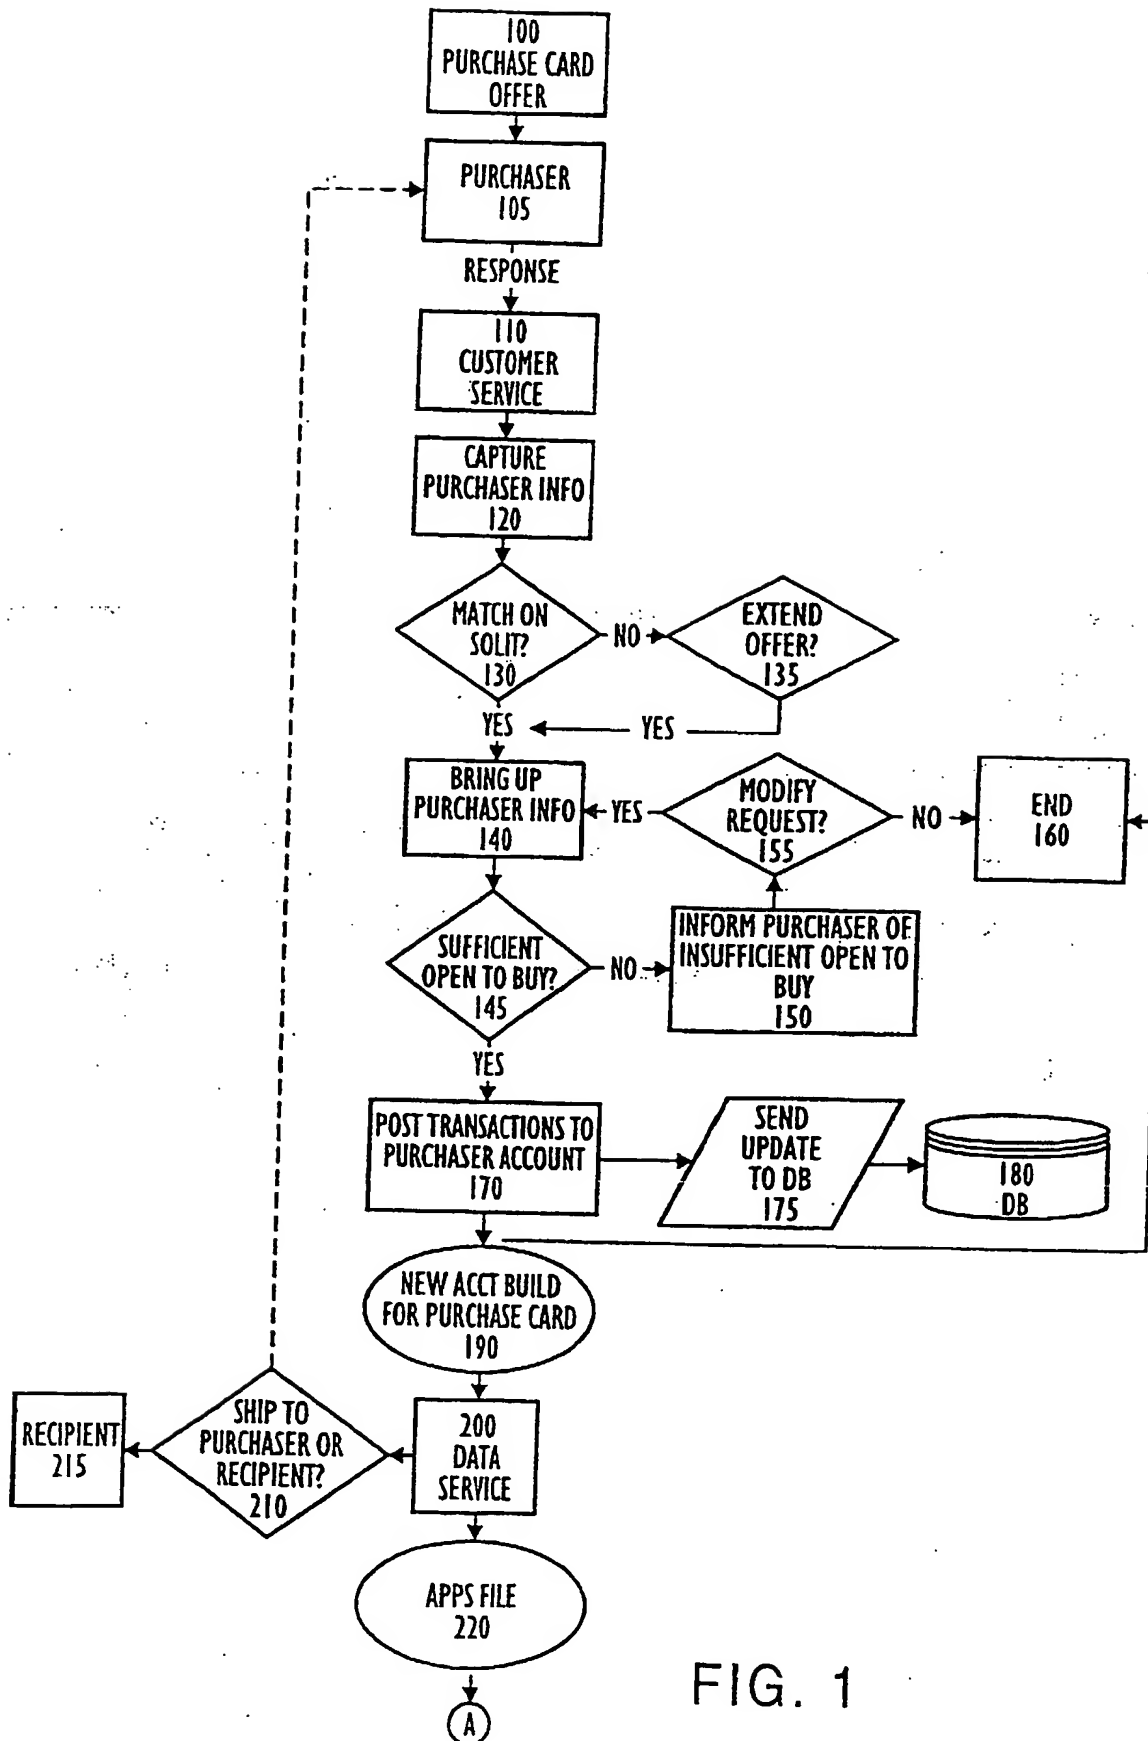 100
PURCHASE CARD
OFFER
PURCHASER
105
RESPONSE
110
CUSTOMER
SERVICE
CAPTURE
PURCHASER INFO
120
MATCH ON
SOLIT?
130
NO
EXTEND
OFFER?
135
YES
YES
BRING UP
PURCHASER INFO
140
YES
MODIFY
REQUEST?
155
NO
END
160
SUFFICIENT
OPEN TO BUY?
145
NO
INFORM PURCHASER OF
INSUFFICIENT OPEN TO
BUY
150
YES
POST TRANSACTIONS TO
PURCHASER ACCOUNT
170
SEND
UPDATE
TO DB
175
180
DB
NEW ACCT BUILD
FOR PURCHASE CARD
190
RECIPIENT
215
SHIP TO
PURCHASER OR
RECIPIENT?
210
200
DATA
SERVICE
APPS FILE
220
A
FIG. 1